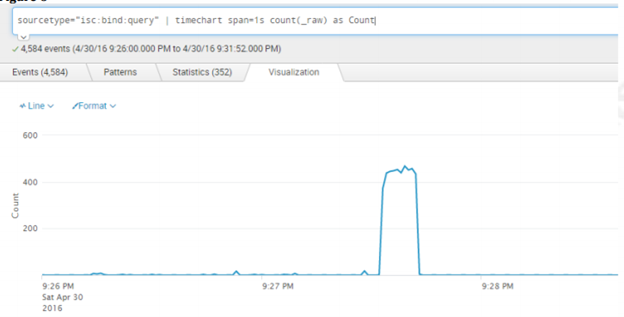 sourcetype="isc:bind:query" | timechart span=1s count(_raw) as Count
✓ 4,584 events (4/30/16 9:26:00.000 PM to 4/30/16 9:31:52.000 PM)
Events (4,584) Patterns Statistics (352) Visualization
Line Format
600
400
200
Count
9:26 PM 9:27 PM 9:28 PM
Sat Apr 30
2016